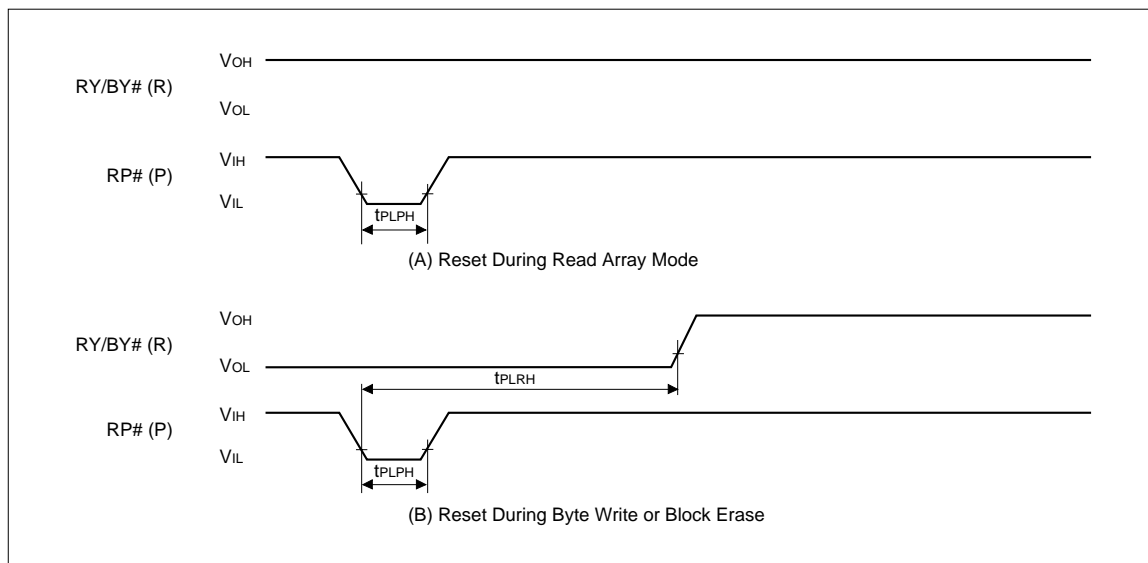 VOH
RY/BY# (R)
VOL
VIH
RP# (P)
VIL
tPLPH
(A) Reset During Read Array Mode
VOH
RY/BY# (R)
VOL
tPLRH
VIH
RP# (P)
VIL
tPLPH
(B) Reset During Byte Write or Block Erase